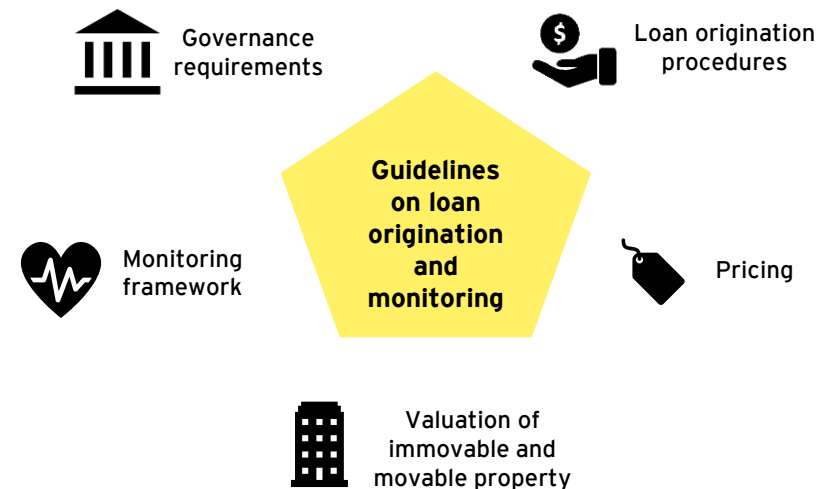 Governance
requirements
$
Loan origination
procedures
Guidelines
on loan
origination
and
monitoring
Monitoring
framework
Pricing
Valuation of
immovable and
movable property